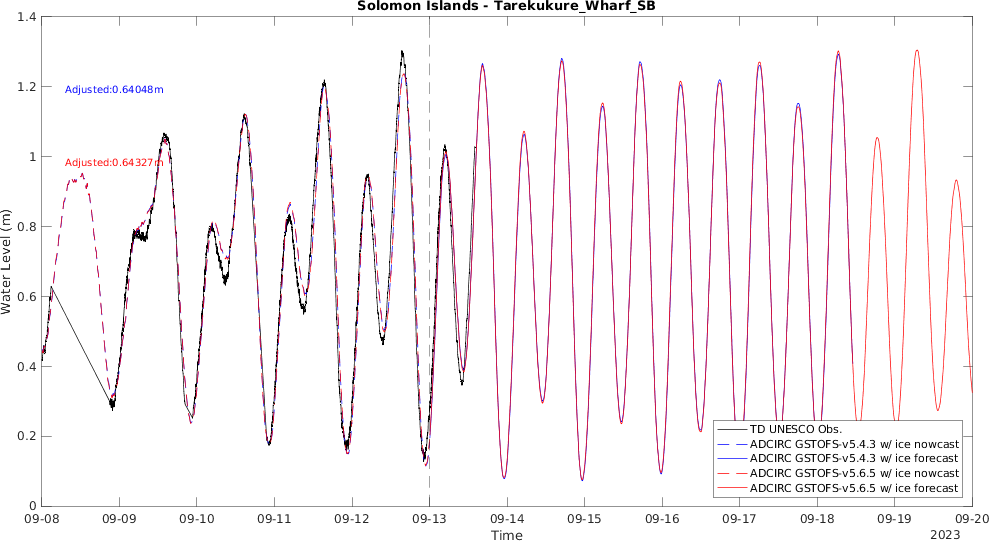 Solomon Islands - Tarekukure_Wharf_SB
1.4
1.2
1
0.8
0.6
0.4
0.2
0
Water Level (m)
Adjusted:0.64048m
Adjusted:0.64327m
TD UNESCO Obs.
ADCIRC GSTOFS-v5.4.3 w/ ice nowcast
ADCIRC GSTOFS-v5.4.3 w/ ice forecast
ADCIRC GSTOFS-v5.6.5 w/ ice nowcast
ADCIRC GSTOFS-v5.6.5 w/ ice forecast
09-08 09-09 09-10 09-11 09-12 09-13 09-14 09-15 09-16 09-17 09-18 09-19 09-20
Time
2023